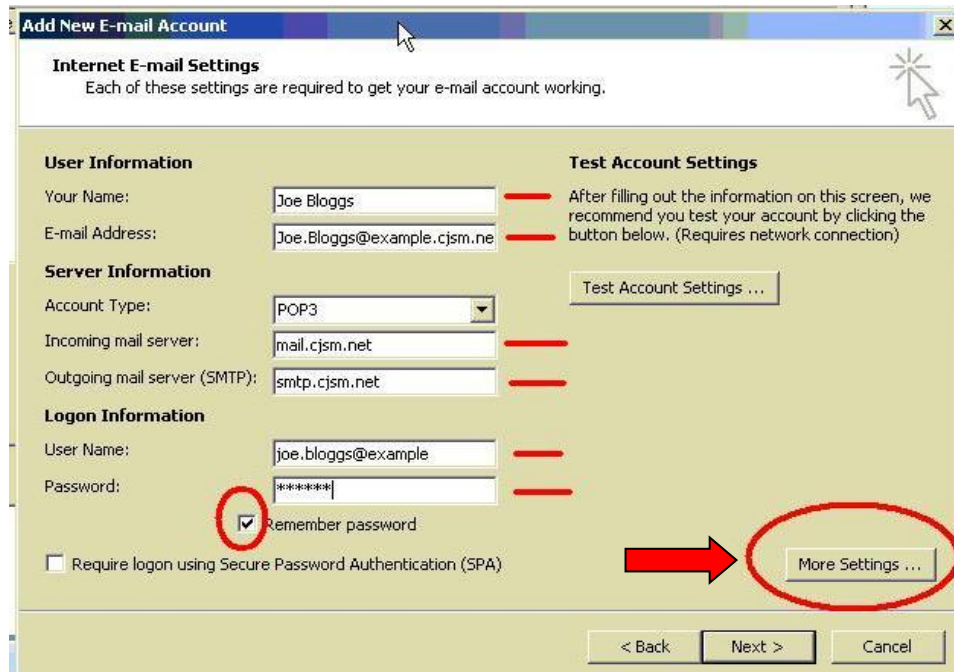 Add New E-mail Account
Internet E-mail Settings
Each of these settings are required to get your e-mail account working.
User Information
Your Name:
Joe Bloggs
E-mail Address:
Joe.Bloggs@example.cjsm.ne
Server Information
Account Type:
POP3
Incoming mail server:
mail.cjsm.net
Outgoing mail server (SMTP):
smtp.cjsm.net
Logon Information
User Name:
joe.bloggs@example
Password:
******
Remember password
Require logon using Secure Password Authentication (SPA)
Test Account Settings
After filling out the information on this screen, we
recommend you test your account by clicking the
button below. (Requires network connection)
Test Account Settings ...
More Settings ...
< Back
Next >
Cancel